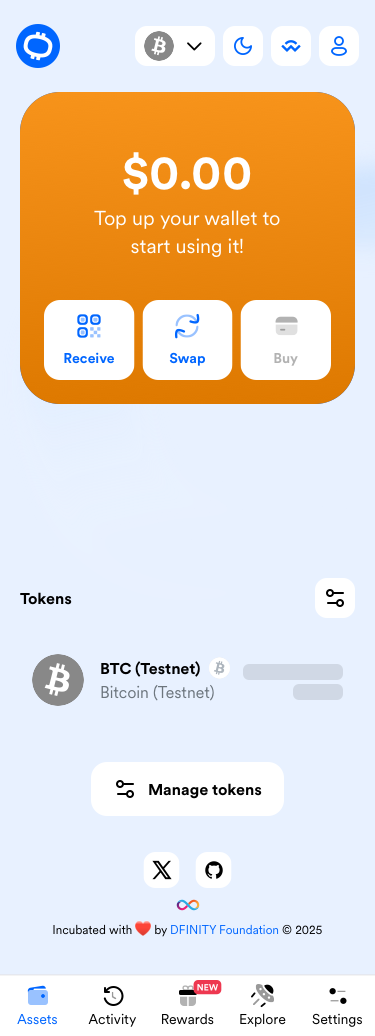 $0.00
Top up your wallet to
start using it!
Receive
Swap
Buy
Tokens
BTC (Testnet)
Bitcoin (Testnet)
Manage tokens
Incubated with ❤️ by DFINITY Foundation © 2025
NEW
Assets
Activity
Rewards
Explore
Settings